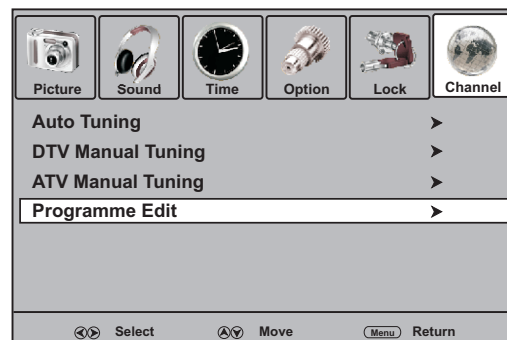 Picture Sound Time Option Lock Channel
Auto Tuning
DTV Manual Tuning
ATV Manual Tuning
Programme Edit
Select Move Menu Return